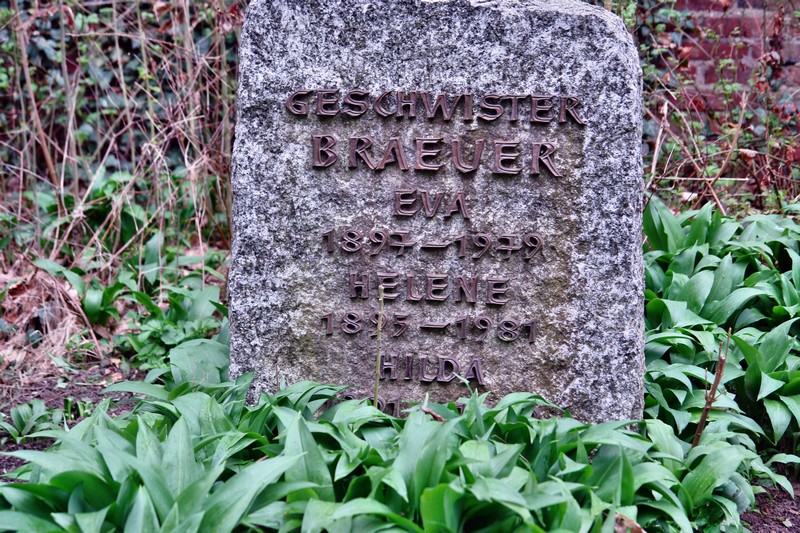 GESCHWISTER
BRAEUER
EVA
1897–1979
HELENE
1895–1981
HILDA